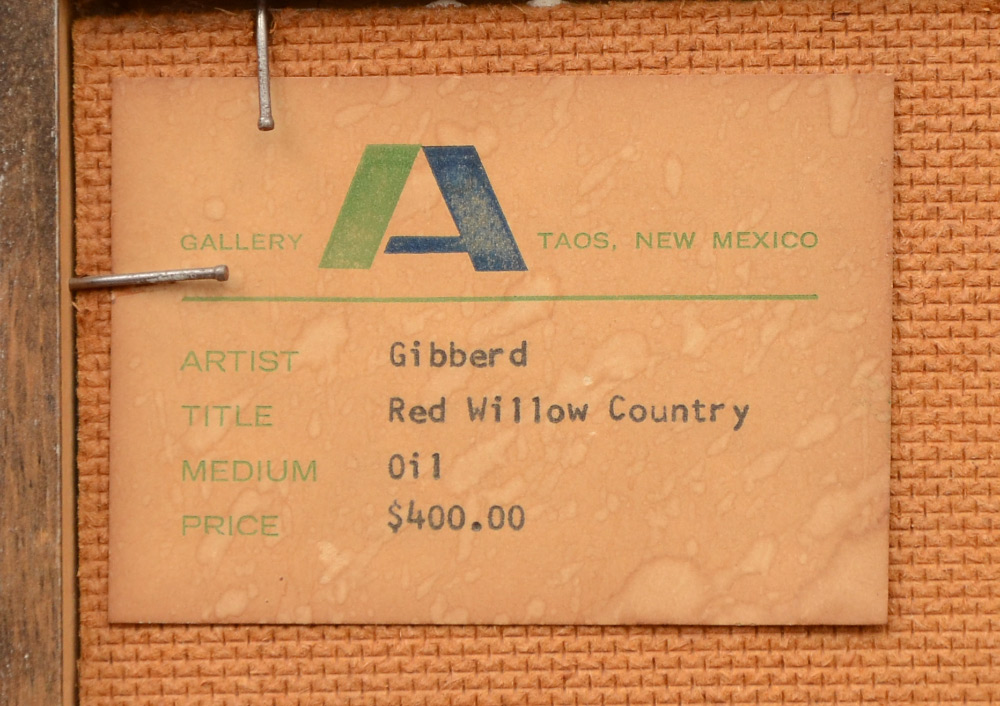 GALLERY A TAOS, NEW MEXICO
ARTIST Gibberd
TITLE Red Willow Country
MEDIUM Oil
PRICE $400.00